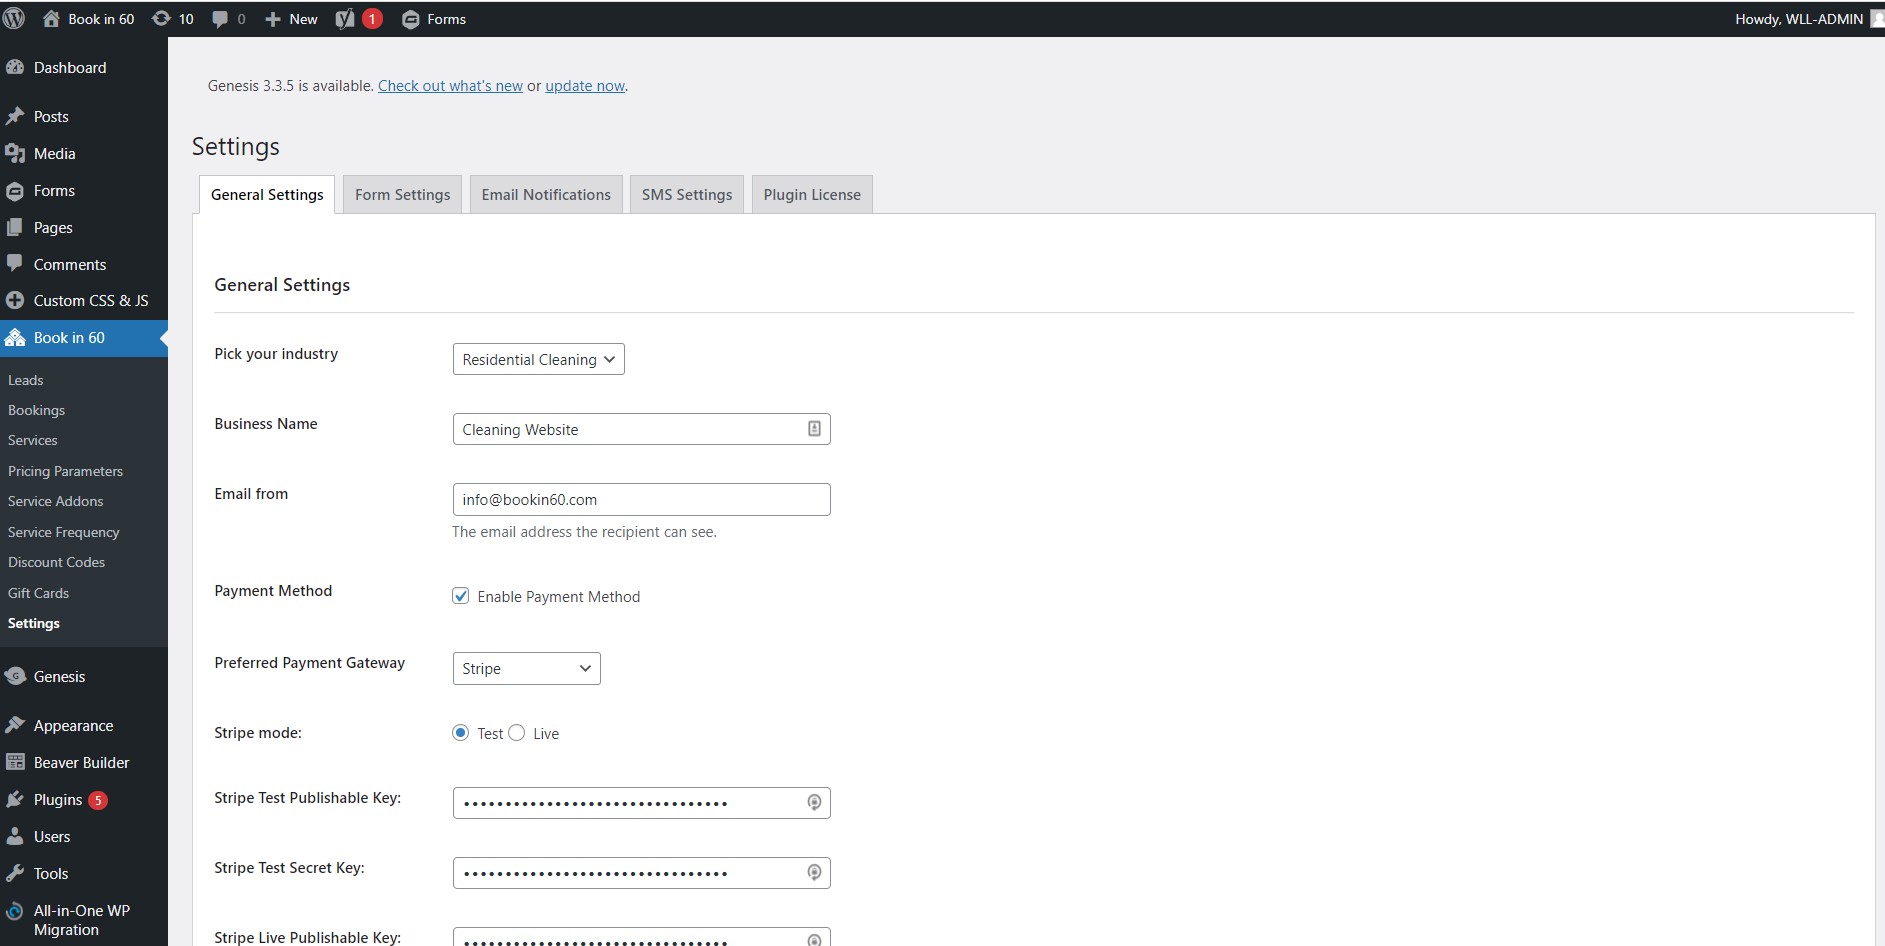 Book in 60 10 0 New 1 Forms Howdy, WLL-ADMIN
Dashboard
Posts
Media
Forms
Pages
Comments
Custom CSS & JS
Book in 60
Leads
Bookings
Services
Pricing Parameters
Service Addons
Service Frequency
Discount Codes
Gift Cards
Settings
Genesis
Appearance
Beaver Builder
Plugins 5
Users
Tools
All-in-One WP
Migration
Genesis 3.3.5 is available. Check out what's new or update now.
Settings
General Settings Form Settings Email Notifications SMS Settings Plugin License
General Settings
Pick your industry Residential Cleaning
Business Name Cleaning Website
Email from info@bookin60.com
The email address the recipient can see.
Payment Method Enable Payment Method
Preferred Payment Gateway Stripe
Stripe mode: Test Live
Stripe Test Publishable Key: ••••••••••••••••••••••••••••••••
Stripe Test Secret Key: ••••••••••••••••••••••••••••••••
Stripe Live Publishable Key: ••••••••••••••••••••••••••••••••